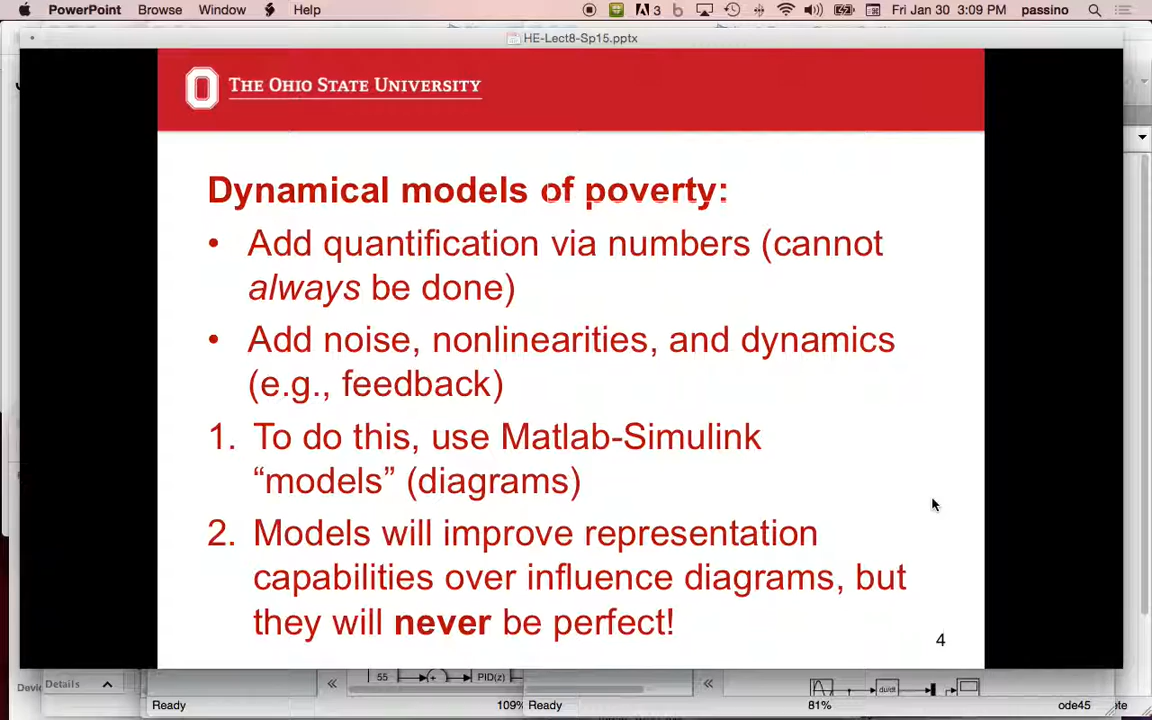 PowerPoint Browse Window Help 3 Fri Jan 30 3:09 PM passino
HE-Lect8-Sp15.pptx
O THE OHIO STATE UNIVERSITY
Dynamical models of poverty:
• Add quantification via numbers (cannot
always be done)
• Add noise, nonlinearities, and dynamics
(e.g., feedback)
1. To do this, use Matlab-Simulink
“models” (diagrams)
2. Models will improve representation
capabilities over influence diagrams, but
they will never be perfect!
4
Details
55 PID(z) du/dt
Ready 109% Ready 81% ode45